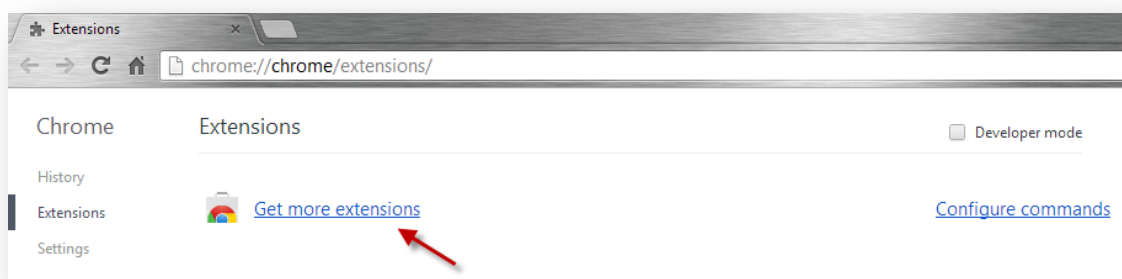 Extensions
chrome://chrome/extensions/
Chrome
Extensions
Developer mode
History
Extensions
Settings
Get more extensions
Configure commands